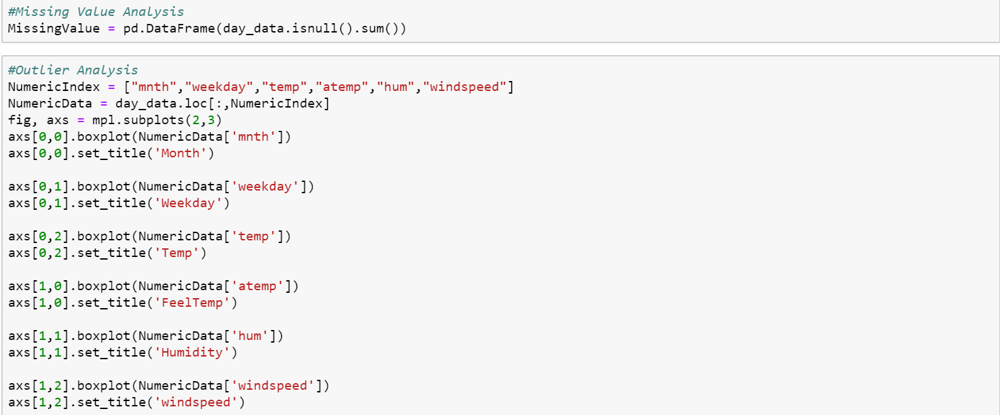 #Missing Value Analysis
MissingValue = pd.DataFrame(day_data.isnull().sum())
#Outlier Analysis
NumericIndex = ["mnth","weekday","temp","atemp","hum","windspeed"]
NumericData = day_data.loc[:,NumericIndex]
fig, axs = mpl.subplots(2,3)
axs[0,0].boxplot(NumericData['mnth'])
axs[0,0].set_title('Month')
axs[0,1].boxplot(NumericData['weekday'])
axs[0,1].set_title('Weekday')
axs[0,2].boxplot(NumericData['temp'])
axs[0,2].set_title('Temp')
axs[1,0].boxplot(NumericData['atemp'])
axs[1,0].set_title('FeelTemp')
axs[1,1].boxplot(NumericData['hum'])
axs[1,1].set_title('Humidity')
axs[1,2].boxplot(NumericData['windspeed'])
axs[1,2].set_title('windspeed')